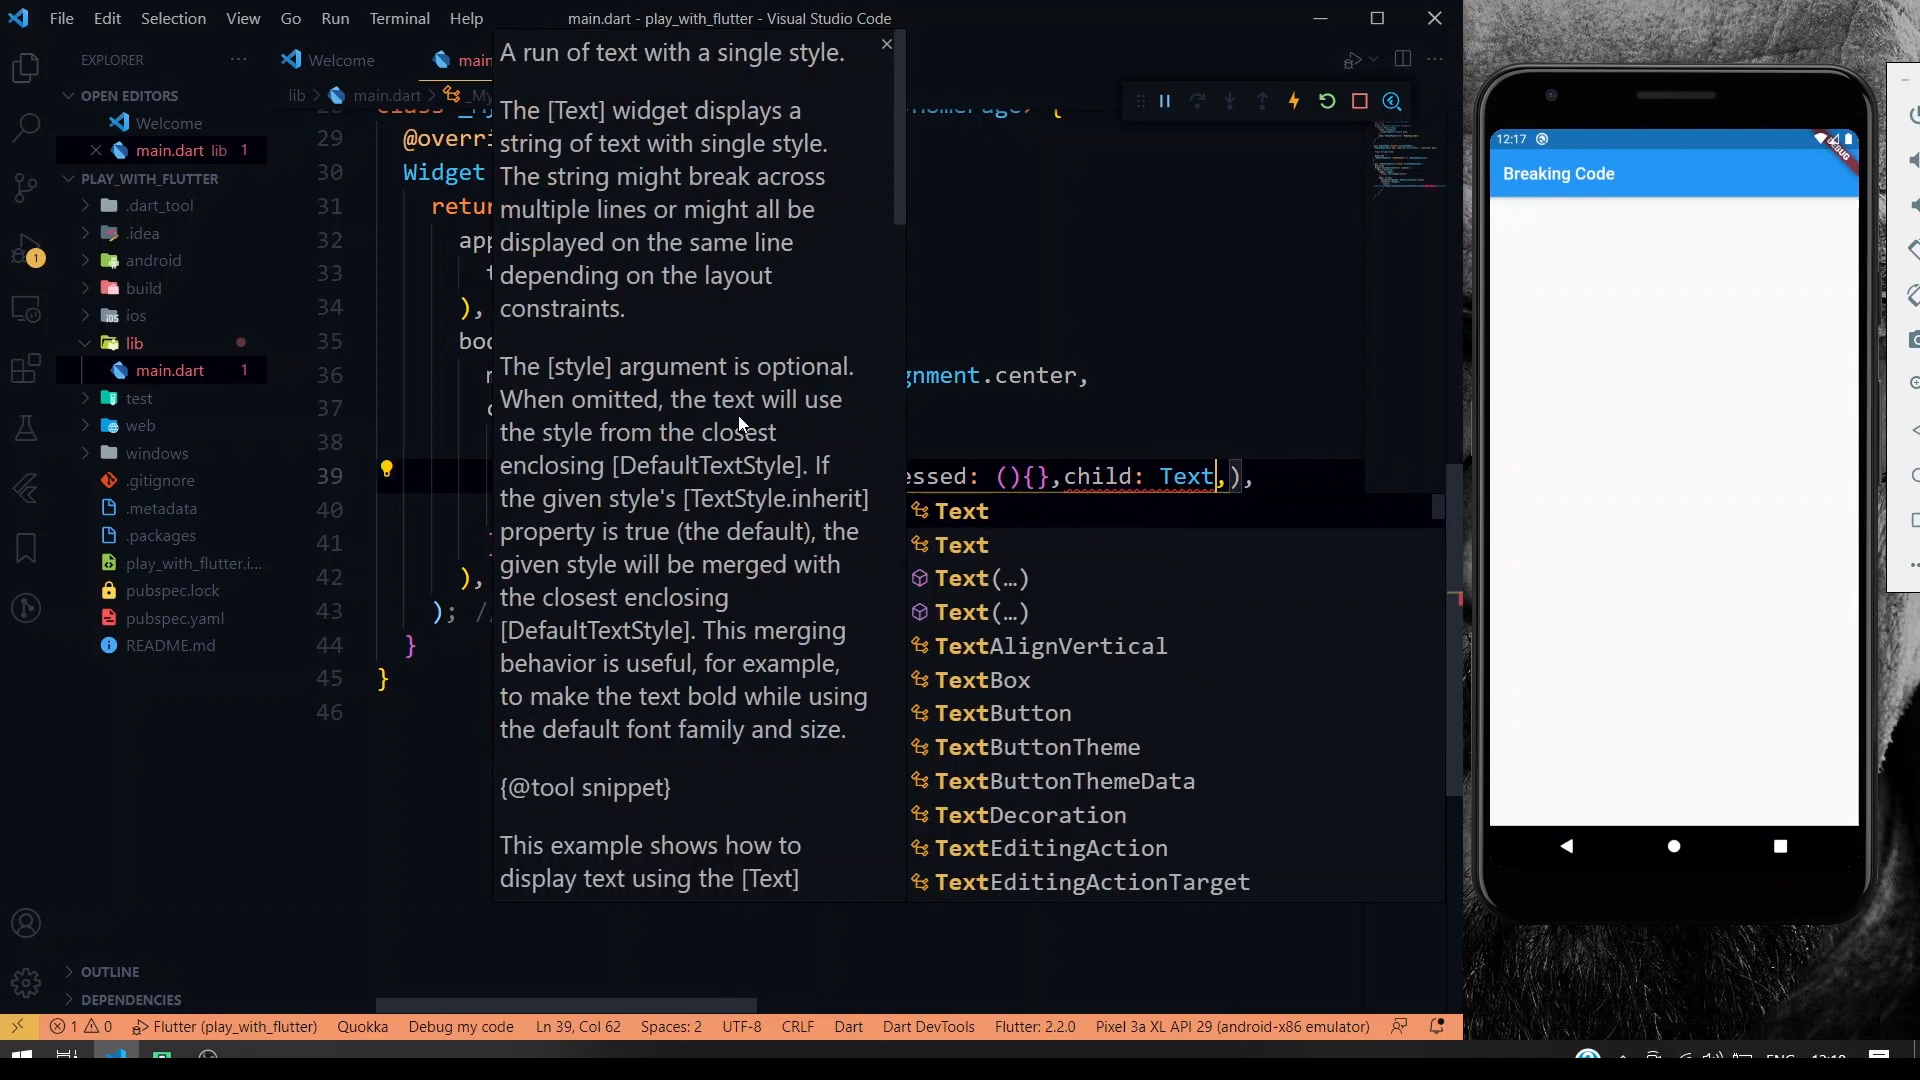 File Edit Selection View Go Run Terminal Help
main.dart - play_with_flutter - Visual Studio Code
EXPLORER
OPEN EDITORS
Welcome
main.dart lib 1
PLAY_WITH_FLUTTER
.dart_tool
.idea
android
build
ios
lib
main.dart 1
test
web
windows
.gitignore
.metadata
.packages
play_with_flutter.i...
pubspec.lock
pubspec.yaml
README.md
OUTLINE
DEPENDENCIES
1
Welcome
main
lib > main.dart > _My
29 @overri
30 Widget
31 retur
32 app
33 t
34 ),
35 bod
36 gnment.center,
37
38
39 essed: (){},child: Text,),
40
41
42 ),
43 ); //
44 }
45 }
46
A run of text with a single style.
The [Text] widget displays a
string of text with single style.
The string might break across
multiple lines or might all be
displayed on the same line
depending on the layout
constraints.
The [style] argument is optional.
When omitted, the text will use
the style from the closest
enclosing [DefaultTextStyle]. If
the given style's [TextStyle.inherit]
property is true (the default), the
given style will be merged with
the closest enclosing
[DefaultTextStyle]. This merging
behavior is useful, for example,
to make the text bold while using
the default font family and size.
{@tool snippet}
This example shows how to
display text using the [Text]
Text
Text
Text(…)
Text(…)
TextAlignVertical
TextBox
TextButton
TextButtonTheme
TextButtonThemeData
TextDecoration
TextEditingAction
TextEditingActionTarget
12:17
DEBUG
Breaking Code
1 0 Flutter (play_with_flutter) Quokka Debug my code Ln 39, Col 62 Spaces: 2 UTF-8 CRLF Dart Dart DevTools Flutter: 2.2.0 Pixel 3a XL API 29 (android-x86 emulator)